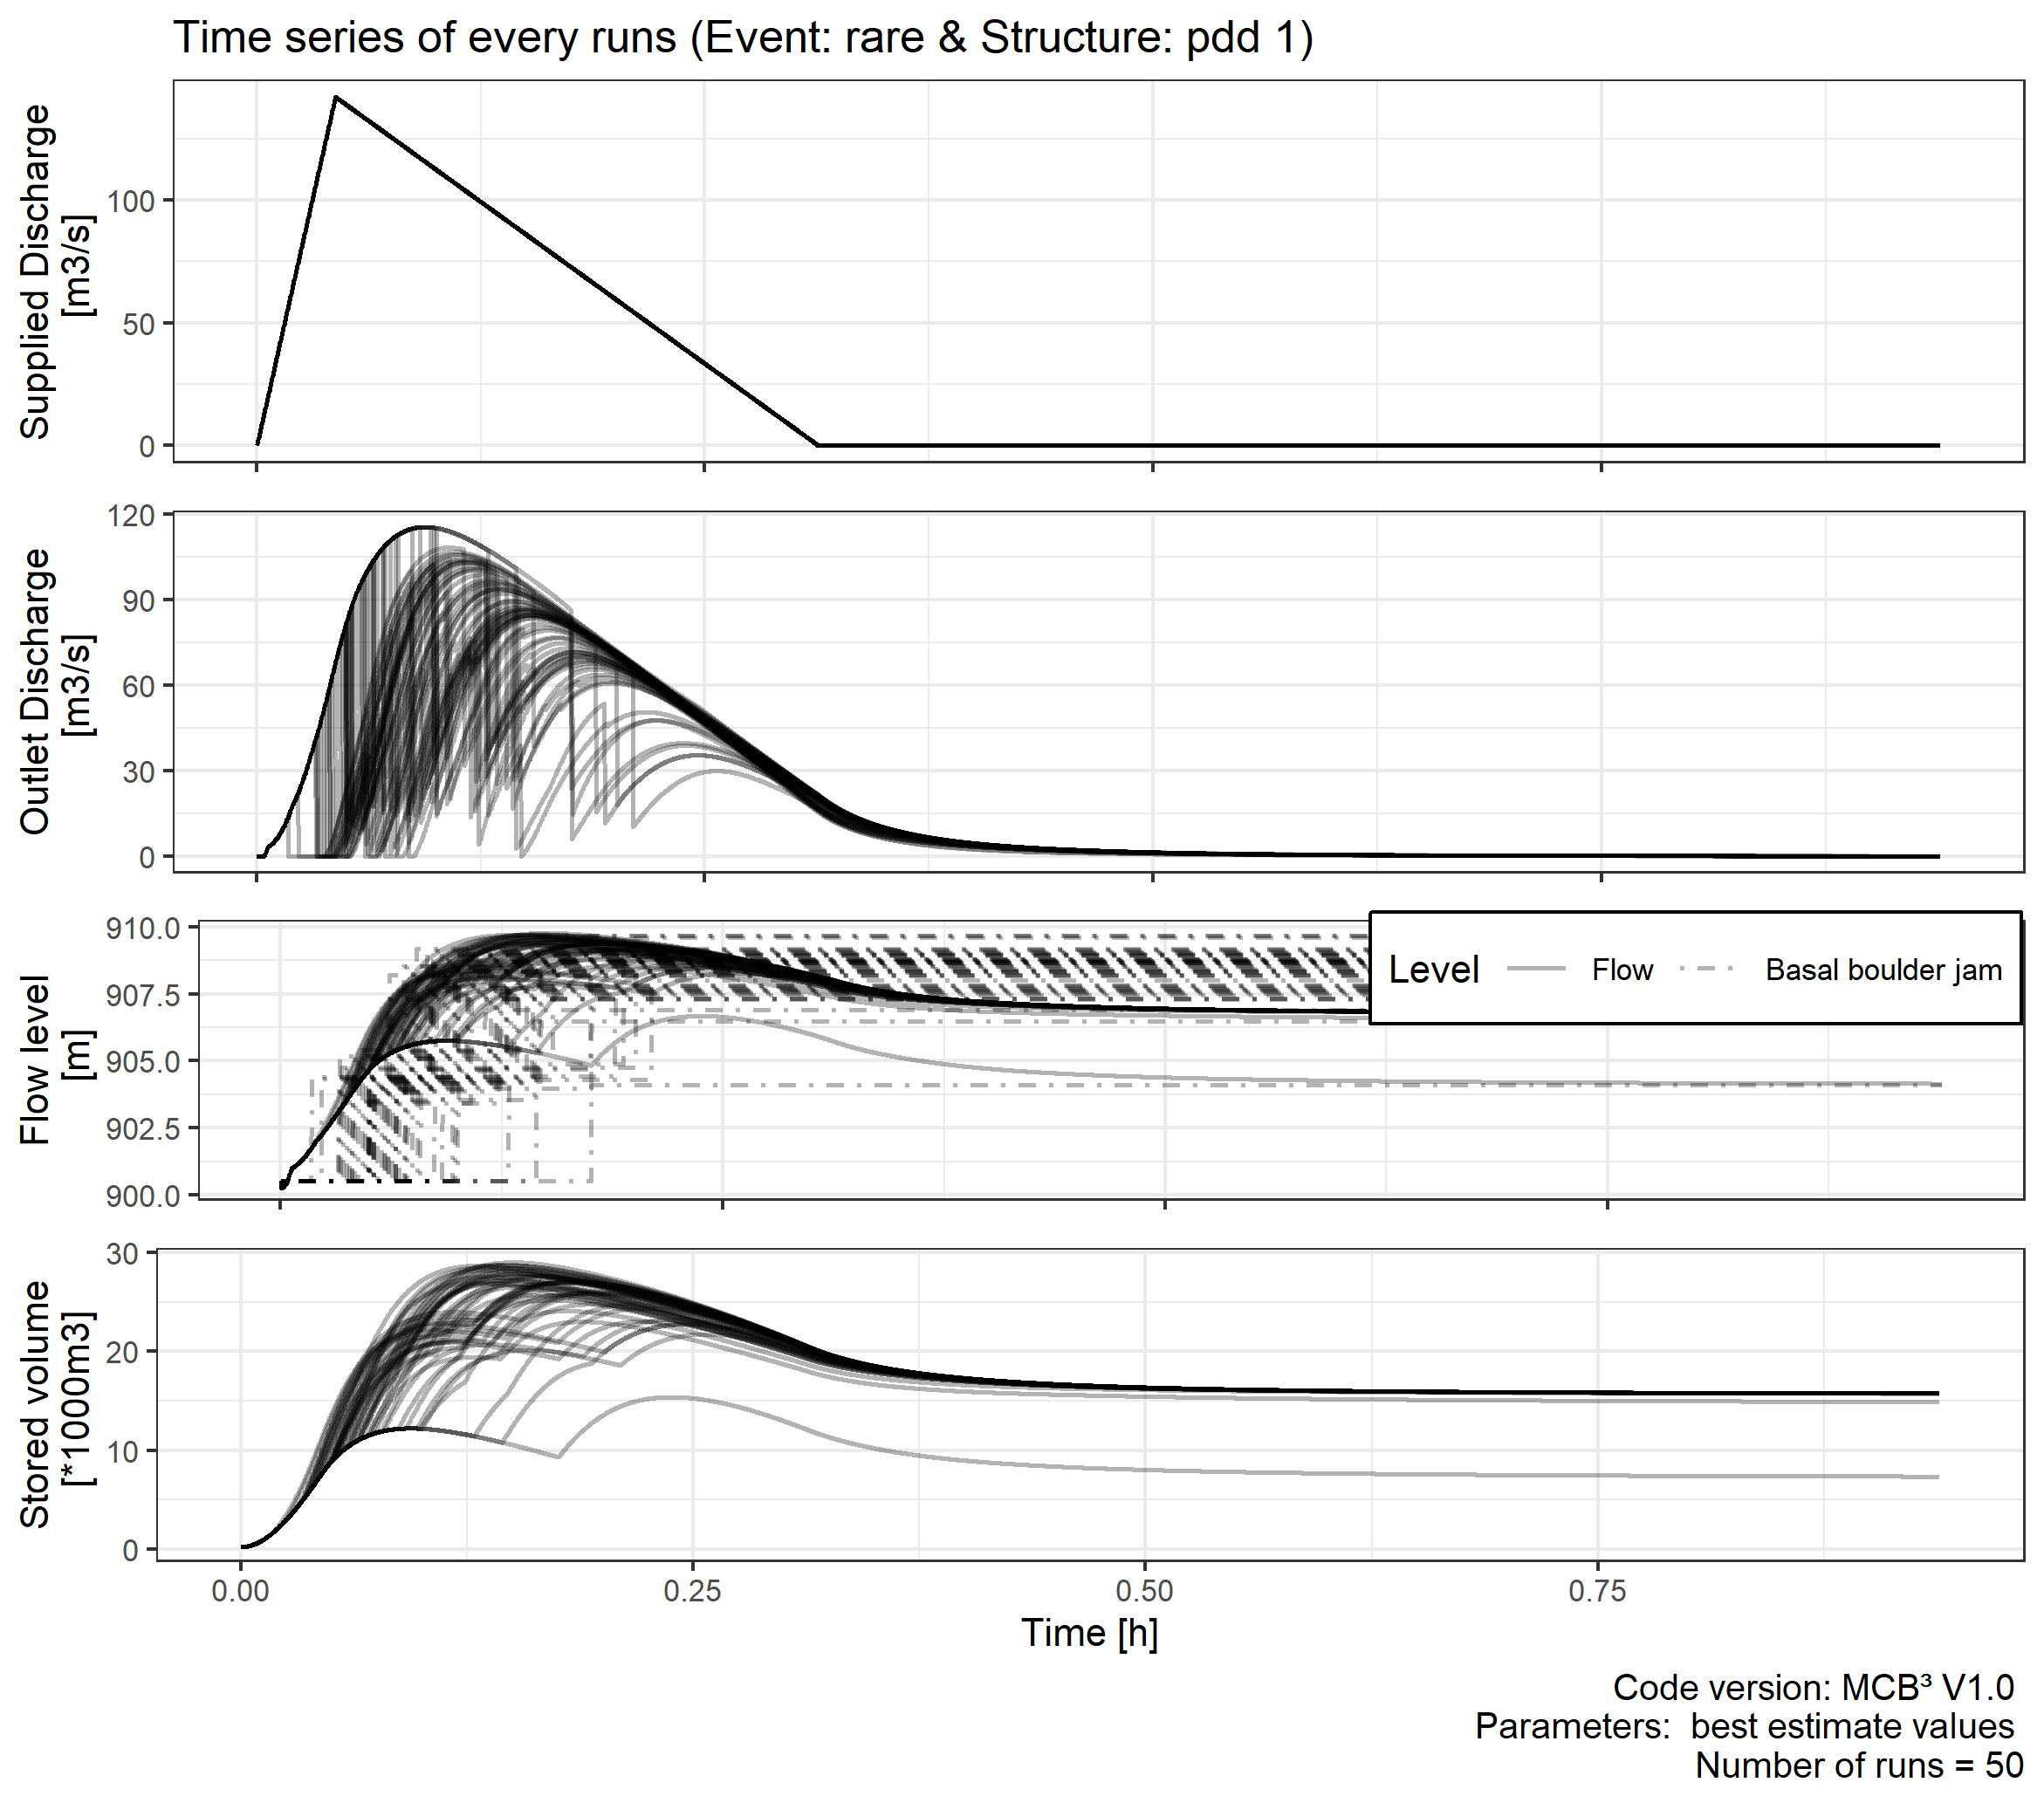 Time series of every runs (Event: rare & Structure: pdd 1)
Supplied Discharge
[m3/s]
100
50
0
Outlet Discharge
[m3/s]
120
90
60
30
0
Flow level
[m]
910.0
907.5
905.0
902.5
900.0
Level
Flow
Basal boulder jam
Stored volume
[*1000m3]
30
20
10
0
0.00
0.25
0.50
0.75
Time [h]
Code version: MCB³ V1.0
Parameters:  best estimate values
Number of runs = 50